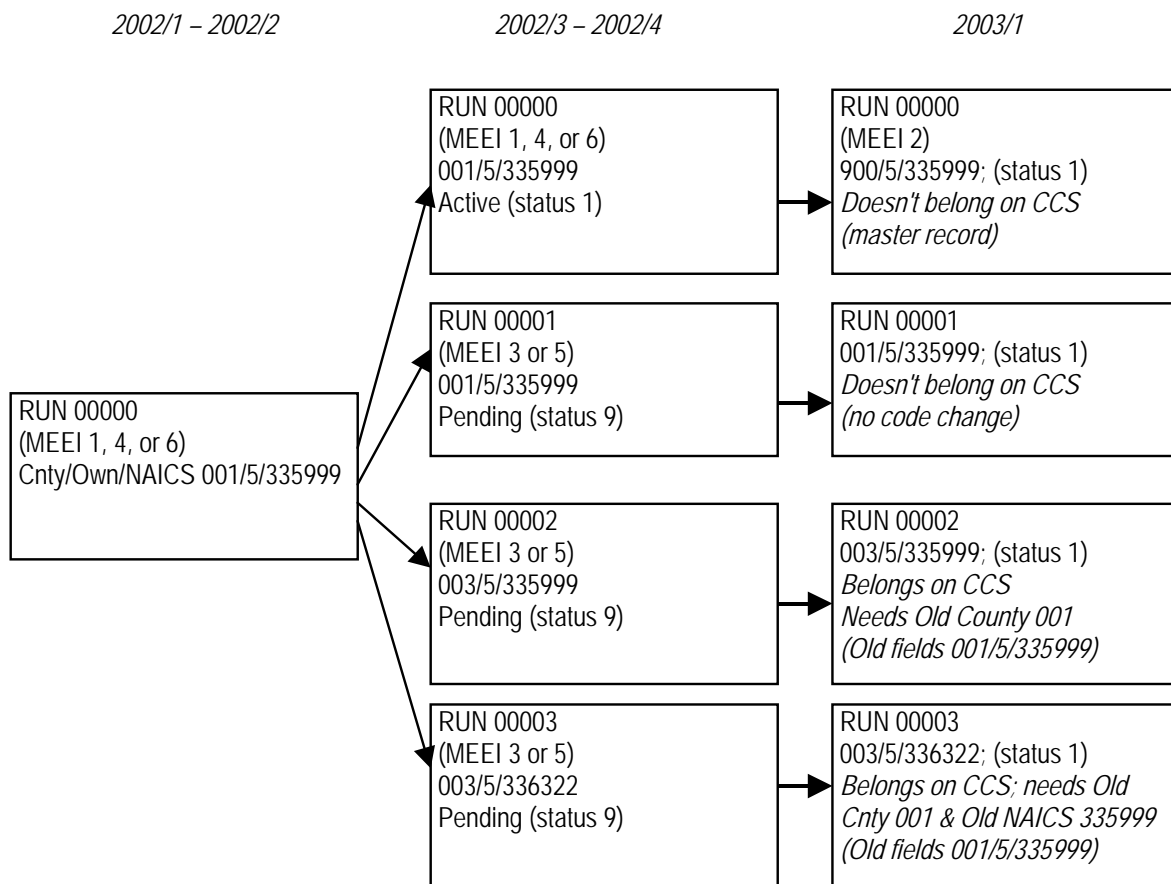 2002/1 – 2002/2
2002/3 – 2002/4
2003/1
RUN 00000
(MEEI 1, 4, or 6)
Cnty/Own/NAICS 001/5/335999
RUN 00000
(MEEI 1, 4, or 6)
001/5/335999
Active (status 1)
RUN 00000
(MEEI 2)
900/5/335999; (status 1)
Doesn't belong on CCS
(master record)
RUN 00001
(MEEI 3 or 5)
001/5/335999
Pending (status 9)
RUN 00001
001/5/335999; (status 1)
Doesn't belong on CCS
(no code change)
RUN 00002
(MEEI 3 or 5)
003/5/335999
Pending (status 9)
RUN 00002
003/5/335999; (status 1)
Belongs on CCS
Needs Old County 001
(Old fields 001/5/335999)
RUN 00003
(MEEI 3 or 5)
003/5/336322
Pending (status 9)
RUN 00003
003/5/336322; (status 1)
Belongs on CCS; needs Old
Cnty 001 & Old NAICS 335999
(Old fields 001/5/335999)